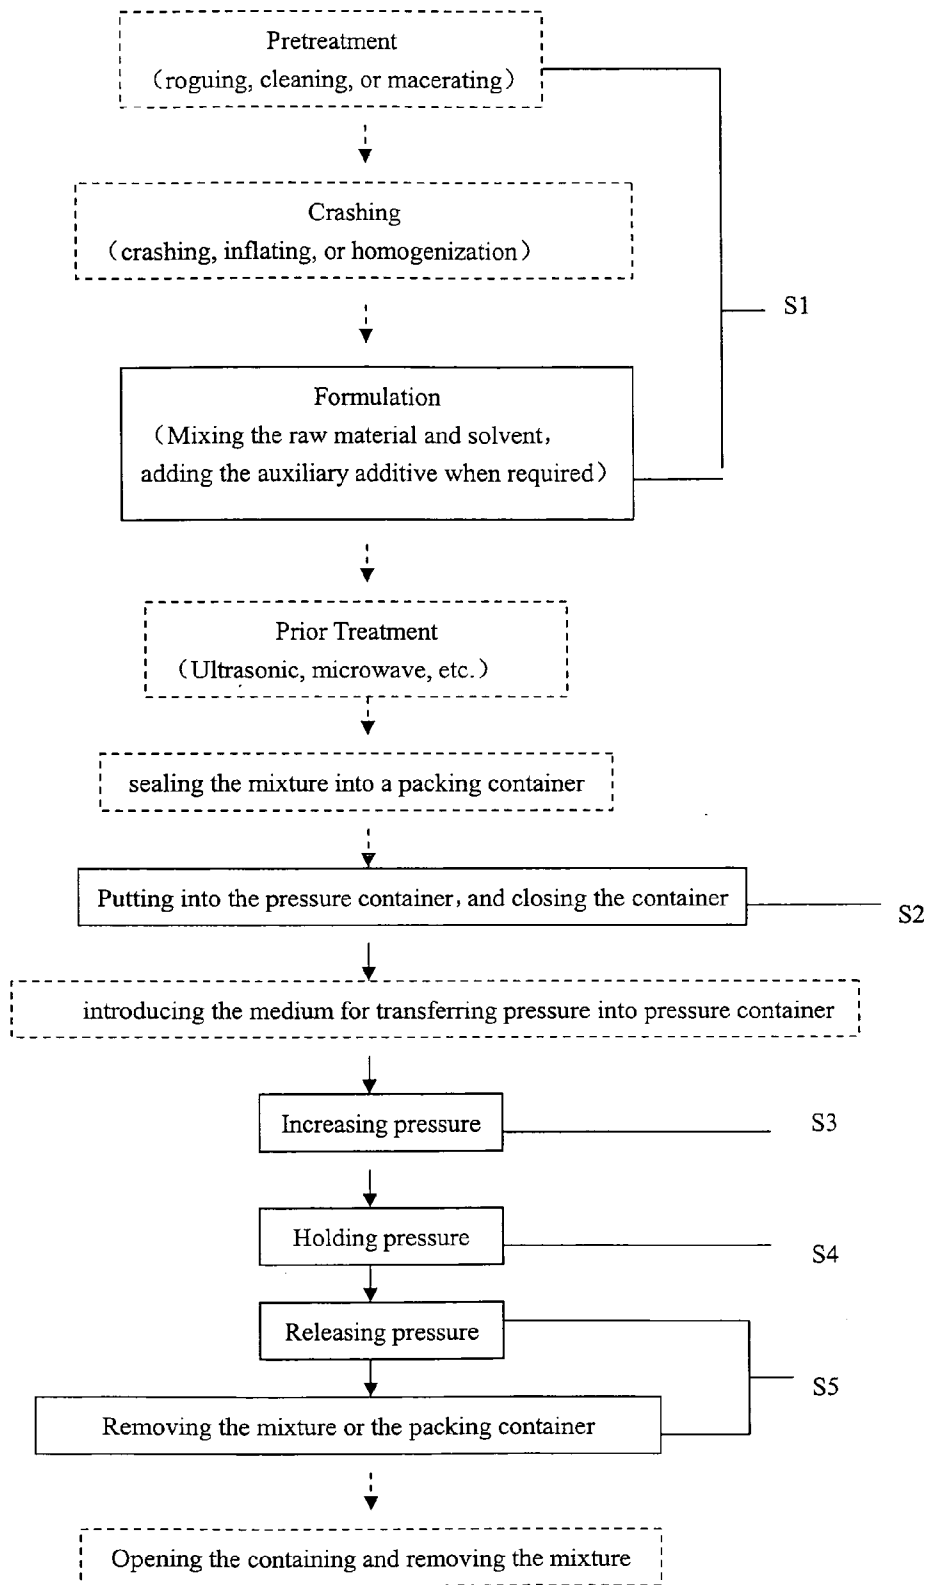 Pretreatment
（roguing, cleaning, or macerating）
Crashing
（crashing, inflating, or homogenization）
S1
Formulation
（Mixing the raw material and solvent,
adding the auxiliary additive when required）
Prior Treatment
（Ultrasonic, microwave, etc.）
sealing the mixture into a packing container
Putting into the pressure container, and closing the container
S2
introducing the medium for transferring pressure into pressure container
Increasing pressure
S3
Holding pressure
S4
Releasing pressure
S5
Removing the mixture or the packing container
Opening the containing and removing the mixture